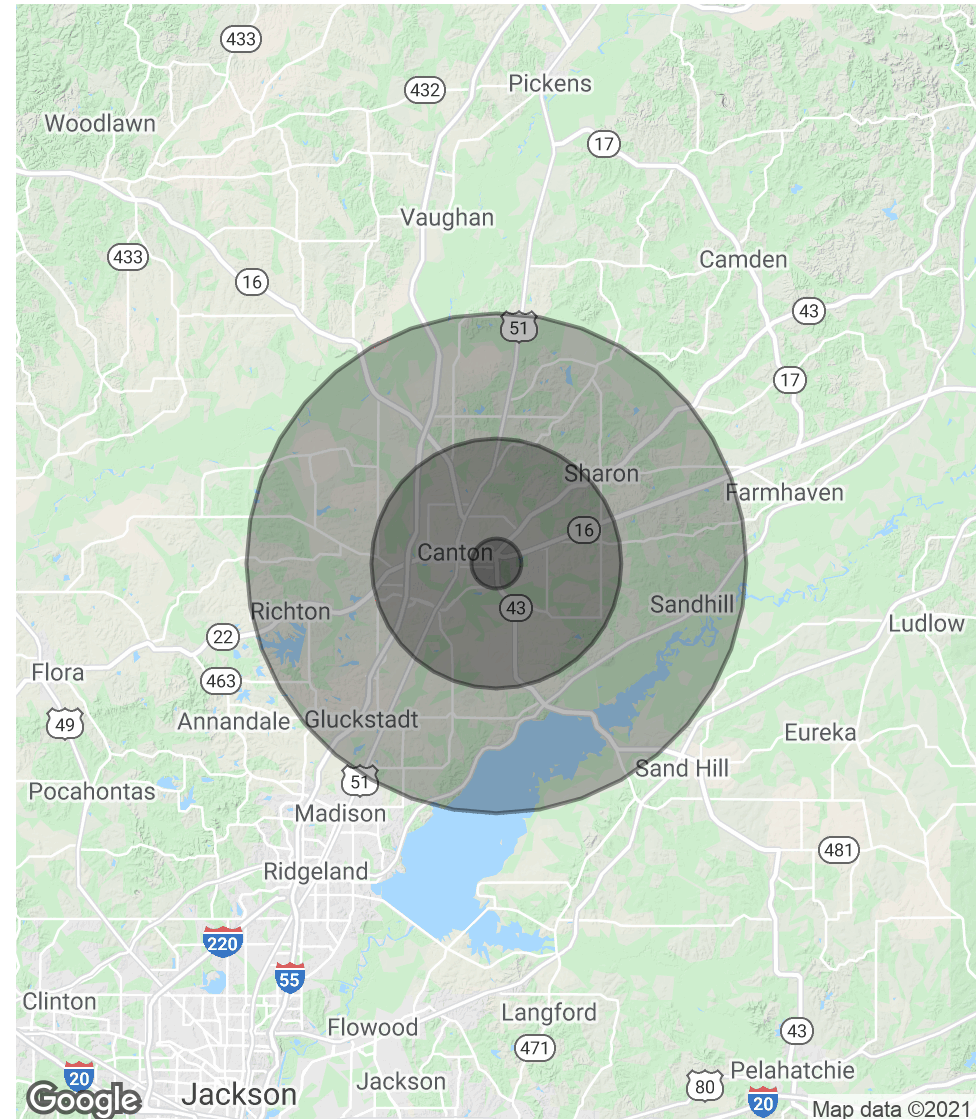 433
432
Pickens
Woodlawn
17
Vaughan
433
Camden
16
43
51
17
Sharon
Farmhaven
16
Canton
43
Sandhill
Richton
Ludlow
22
Flora
463
49
Annandale
Gluckstadt
Eureka
Sand Hill
51
Pocahontas
Madison
481
Ridgeland
220
55
Clinton
Langford
Flowood
43
471
20
Pelahatchie
Jackson
80
Jackson
20
Google
Map data ©2021